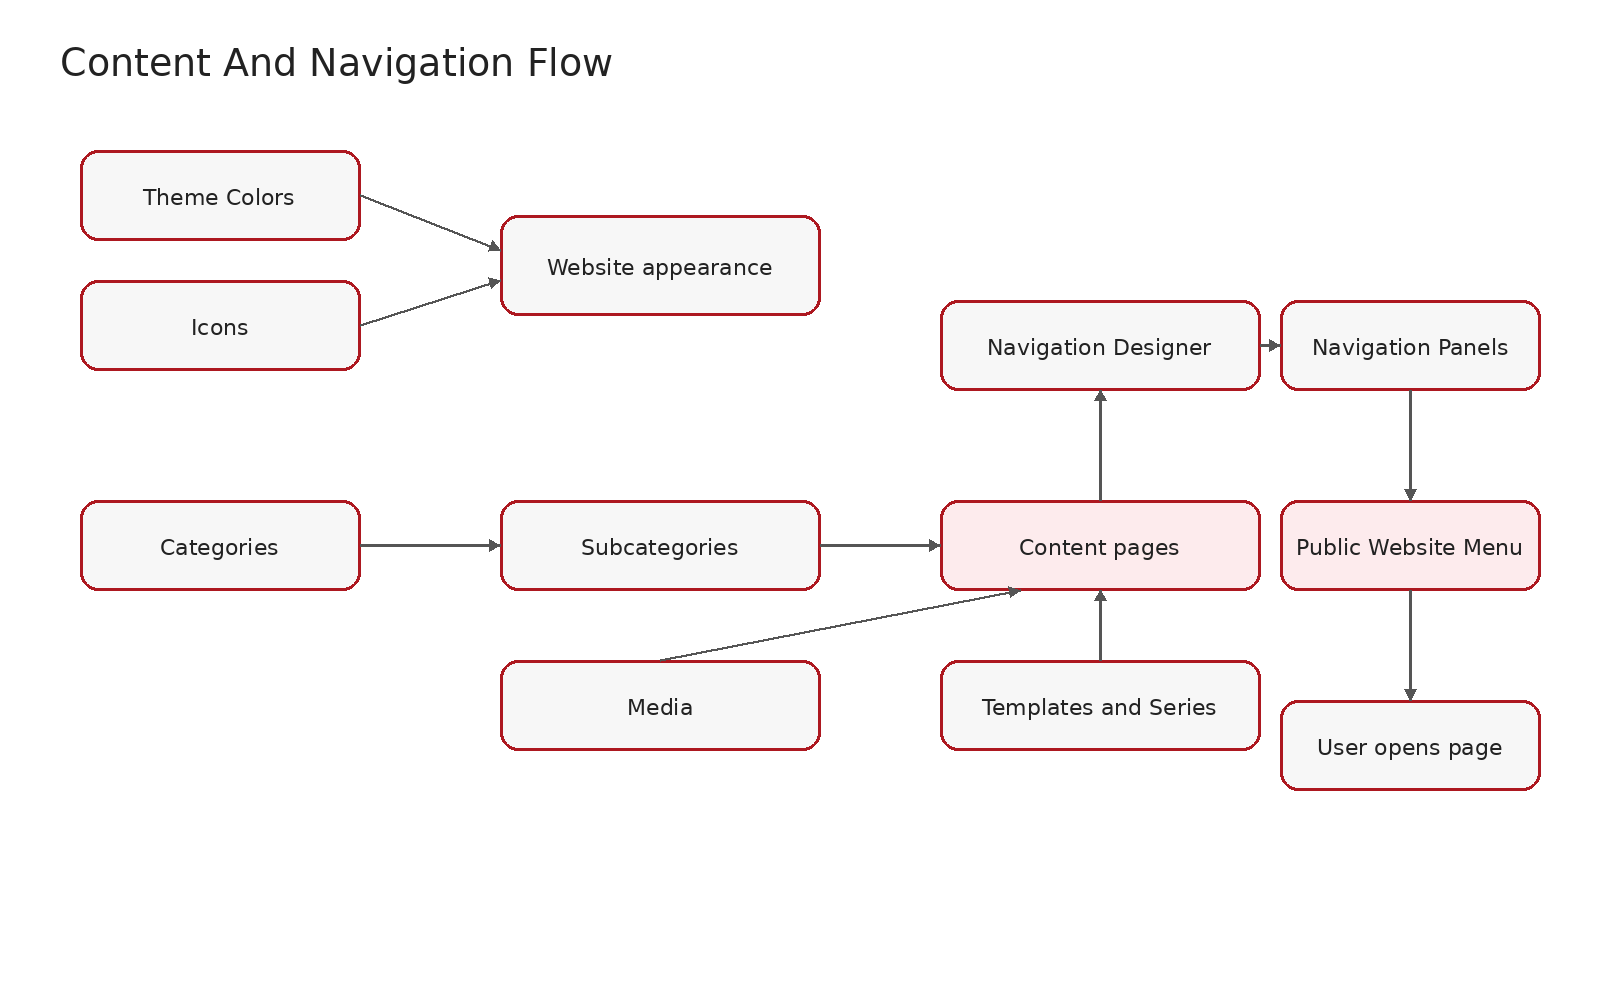 Content And Navigation Flow
Theme Colors
Icons
Website appearance
Navigation Designer
Navigation Panels
Categories
Subcategories
Content pages
Public Website Menu
Media
Templates and Series
User opens page